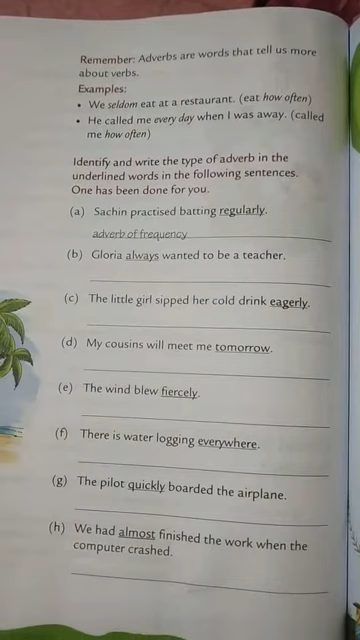 Remember: Adverbs are words that tell us more
about verbs.
Examples:
• We seldom eat at a restaurant. (eat how often)
• He called me every day when I was away. (called
me how often)
Identify and write the type of adverb in the
underlined words in the following sentences.
One has been done for you.
(a) Sachin practised batting regularly.
adverb of frequency
(b) Gloria always wanted to be a teacher.
(c) The little girl sipped her cold drink eagerly.
(d) My cousins will meet me tomorrow.
(e) The wind blew fiercely.
(f) There is water logging everywhere.
(g) The pilot quickly boarded the airplane.
(h) We had almost finished the work when the
computer crashed.